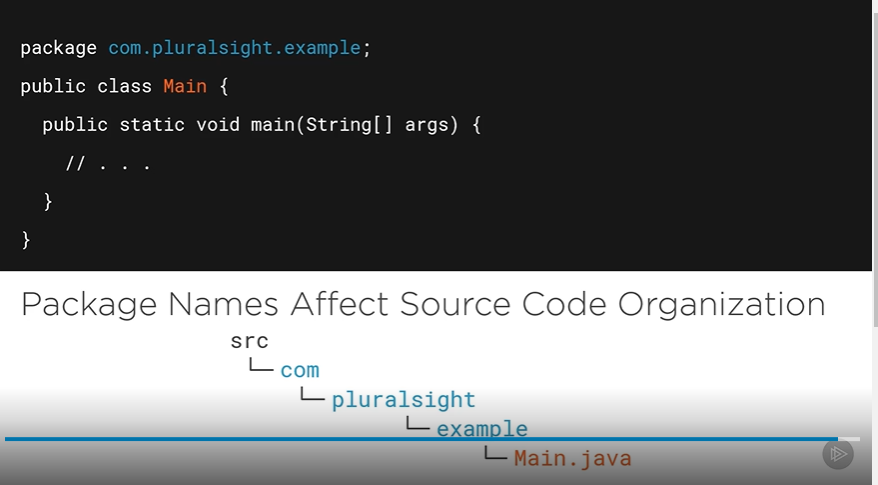 package com.pluralsight.example;
public class Main {
public static void main(String[] args) {
// . . .
}
}
Package Names Affect Source Code Organization
src
com
pluralsight
example
Main.java